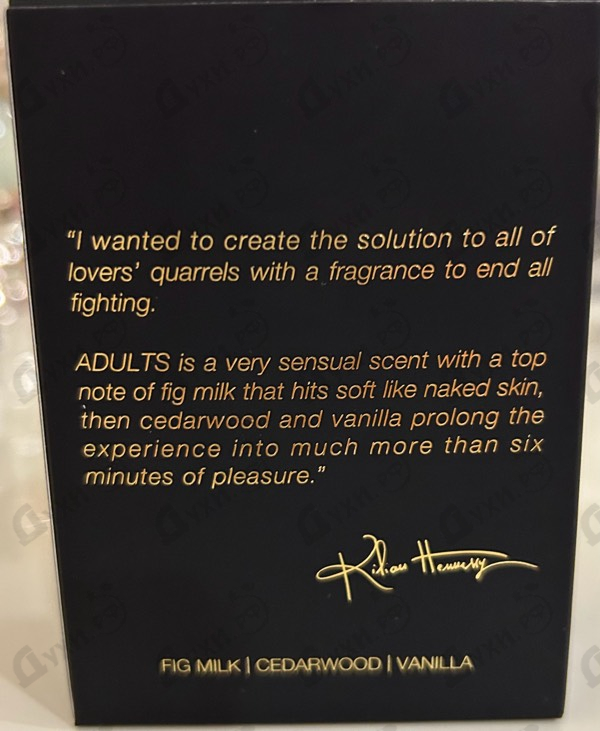 “I wanted to create the solution to all of
lovers’ quarrels with a fragrance to end all
fighting.
ADULTS is a very sensual scent with a top
note of fig milk that hits soft like naked skin,
then cedarwood and vanilla prolong the
experience into much more than six
minutes of pleasure.”
Kilian Hennessy
FIG MILK | CEDARWOOD | VANILLA